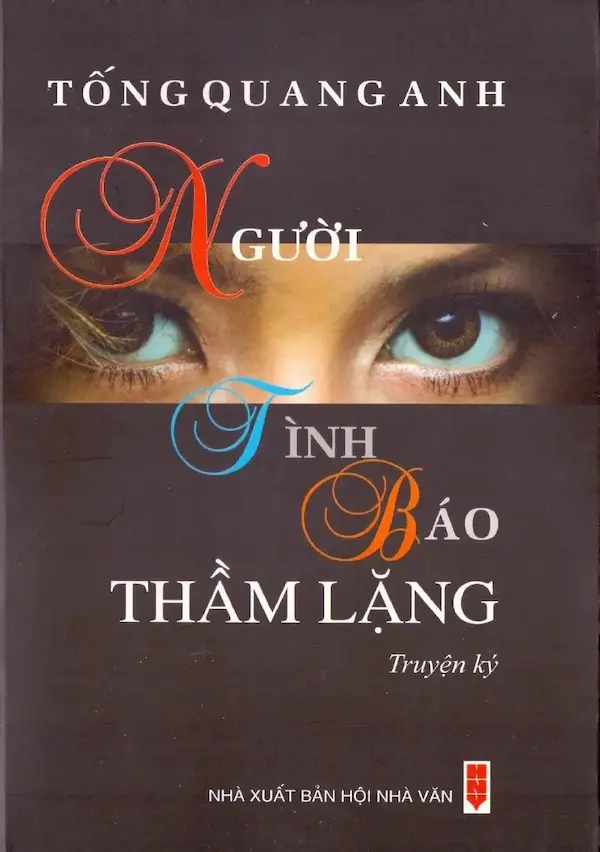 TỐNG QUANG ANH
NGƯỜI
TÌNH
BÁO
THẦM LẶNG
Truyện ký
NHÀ XUẤT BẢN HỘI NHÀ VĂN